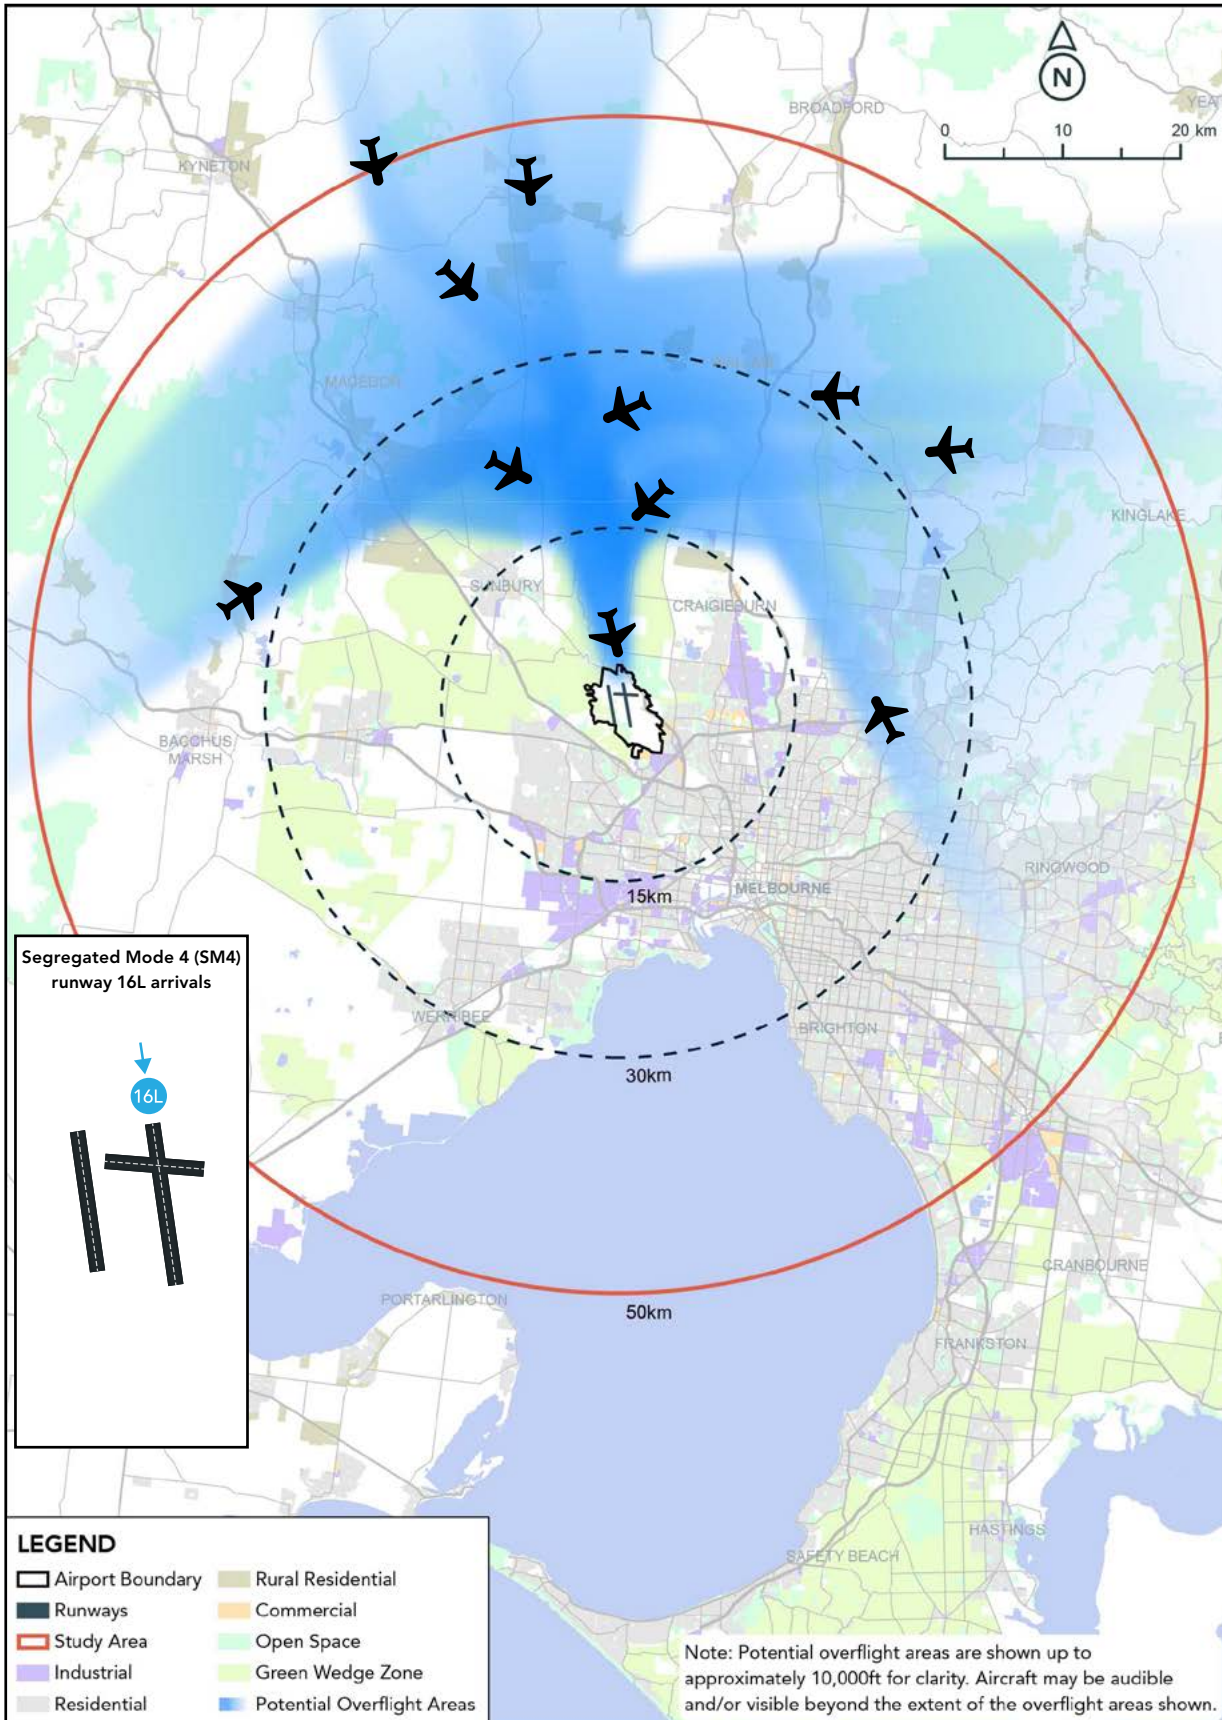 BROADFORD
YEA
N
0 10 20 km
KYNETON
MACEDON
WALLAN
KINGLAKE
SUNBURY
CRAIGIEBURN
BACCHUS
MARSH
RINGWOOD
15km
MELBOURNE
WERRIBEE
BRIGHTON
30km
Segregated Mode 4 (SM4)
runway 16L arrivals
16L
CRANBOURNE
PORTARLINGTON
50km
FRANKSTON
HASTINGS
SAFETY BEACH
LEGEND
Airport Boundary
Runways
Study Area
Industrial
Residential
Rural Residential
Commercial
Open Space
Green Wedge Zone
Potential Overflight Areas
Note: Potential overflight areas are shown up to
approximately 10,000ft for clarity. Aircraft may be audible
and/or visible beyond the extent of the overflight areas shown.